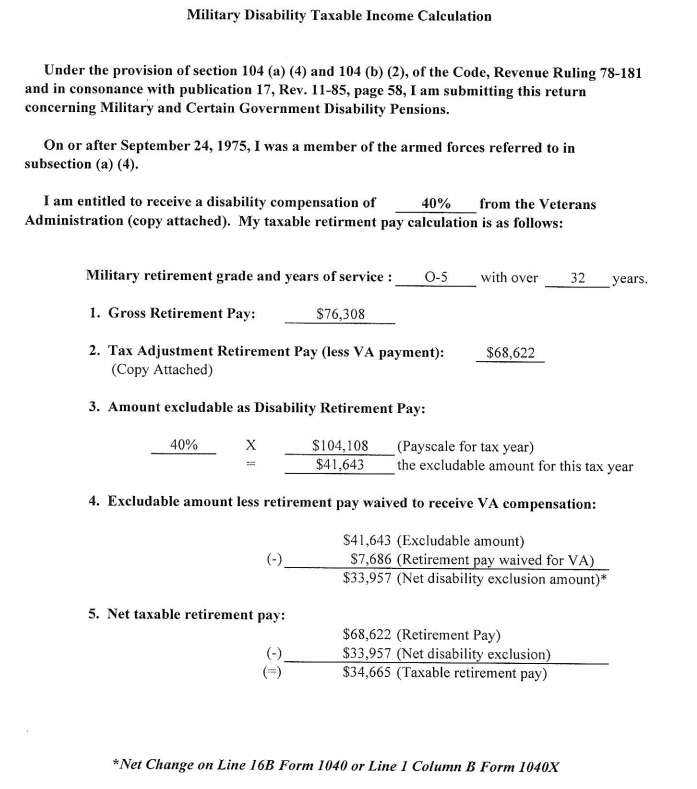 Military Disability Taxable Income Calculation
Under the provision of section 104 (a) (4) and 104 (b) (2), of the Code, Revenue Ruling 78-181
and in consonance with publication 17, Rev. 11-85, page 58, I am submitting this return
concerning Military and Certain Government Disability Pensions.
On or after September 24, 1975, I was a member of the armed forces referred to in
subsection (a) (4).
I am entitled to receive a disability compensation of 40% from the Veterans
Administration (copy attached). My taxable retirment pay calculation is as follows:
Military retirement grade and years of service : O-5 with over 32 years.
1. Gross Retirement Pay: $76,308
2. Tax Adjustment Retirement Pay (less VA payment): $68,622
(Copy Attached)
3. Amount excludable as Disability Retirement Pay:
40% X $104,108 (Payscale for tax year)
= $41,643 the excludable amount for this tax year
4. Excludable amount less retirement pay waived to receive VA compensation:
$41,643 (Excludable amount)
(-) $7,686 (Retirement pay waived for VA)
$33,957 (Net disability exclusion amount)*
5. Net taxable retirement pay:
$68,622 (Retirement Pay)
(-) $33,957 (Net disability exclusion)
(=) $34,665 (Taxable retirement pay)
*Net Change on Line 16B Form 1040 or Line 1 Column B Form 1040X